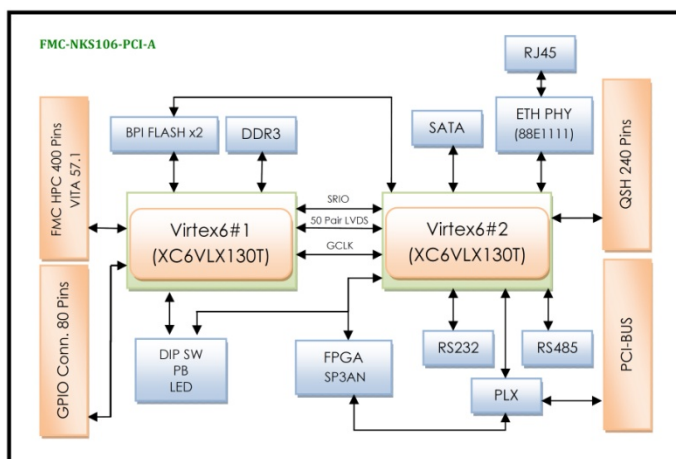 FMC-NKS106-PCI-A
RJ45
FMC HPC 400 Pins
VITA 57.1
BPI FLASH x2
DDR3
SATA
ETH PHY
(88E1111)
QSH 240 Pins
SRIO
50 Pair LVDS
GCLK
Virtex6#1
(XC6VLX130T)
Virtex6#2
(XC6VLX130T)
GPIO Conn. 80 Pins
DIP SW
PB
LED
FPGA
SP3AN
RS232
RS485
PLX
PCI-BUS